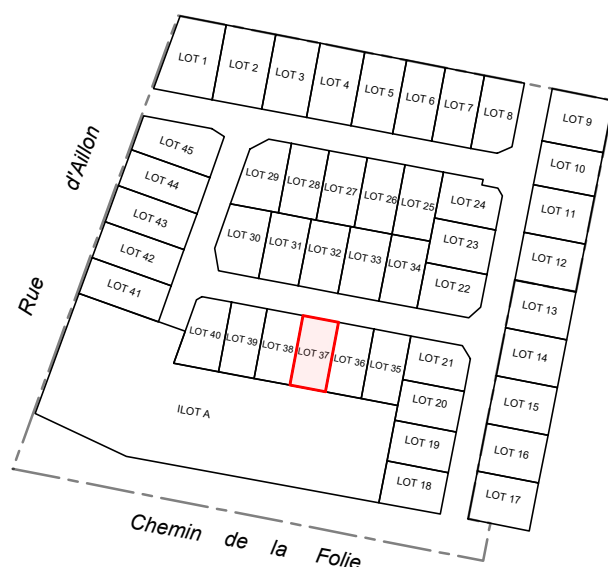 LOT 1
LOT 2
LOT 3
LOT 4
LOT 5
LOT 6
LOT 7
LOT 8
LOT 9
LOT 10
LOT 11
LOT 12
LOT 13
LOT 14
LOT 15
LOT 16
LOT 17
LOT 45
LOT 44
LOT 43
LOT 42
LOT 41
LOT 29
LOT 28
LOT 27
LOT 26
LOT 25
LOT 24
LOT 23
LOT 22
LOT 30
LOT 31
LOT 32
LOT 33
LOT 34
LOT 40
LOT 39
LOT 38
LOT 37
LOT 36
LOT 35
LOT 21
LOT 20
LOT 19
LOT 18
ILOT A
Rue d'Aillon
Chemin de la Folie